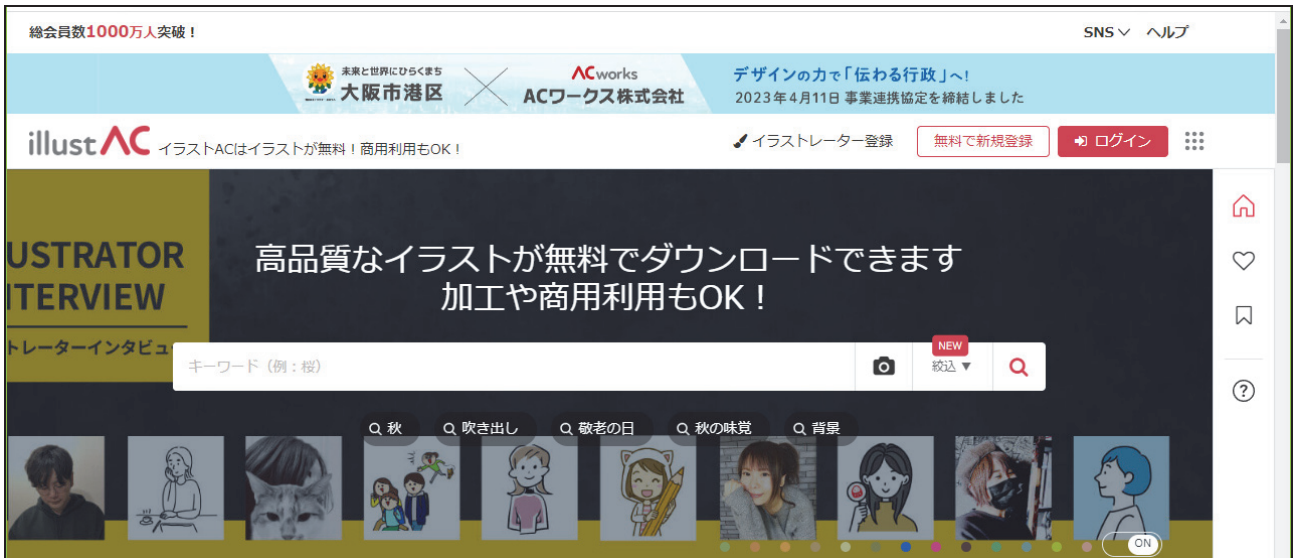 総会員数1000万人突破！
SNS ヘルプ
未来と世界にひらくまち
大阪市港区
ACworks
ACワークス株式会社
デザインの力で「伝わる行政」へ!
2023年4月11日 事業連携協定を締結しました
illustAC イラストACはイラストが無料！商用利用もOK！
イラストレーター登録
無料で新規登録
ログイン
USTRATOR
TERVIEW
トレーターインタビュ
高品質なイラストが無料でダウンロードできます
加工や商用利用もOK！
キーワード（例：桜）
NEW
絞込 ▼
秋 吹き出し 敬老の日 秋の味覚 背景
ON